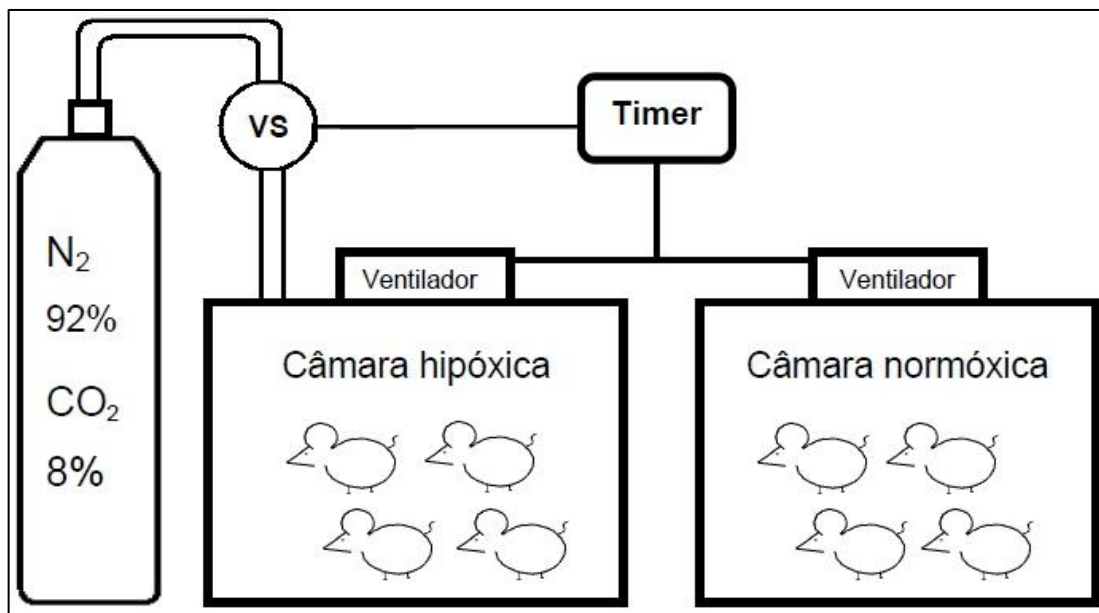 VS
Timer
N₂
92%
CO₂
8%
Ventilador
Câmara hipóxica
Ventilador
Câmara normóxica